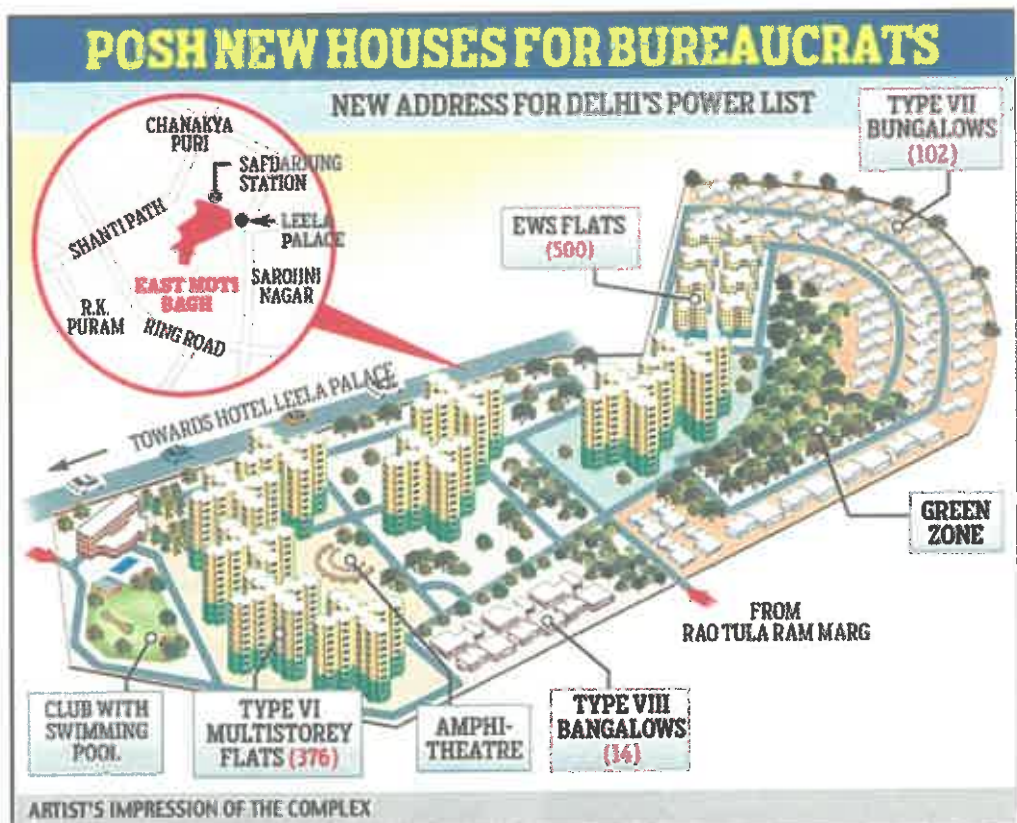 POSH NEW HOUSES FOR BUREAUCRATS
NEW ADDRESS FOR DELHI'S POWER LIST
CHANAKYA
PURI
SAFDARJUNG
STATION
SHANTI PATH
LEELA
PALACE
EAST MOTI
BAGH
SAROJINI
NAGAR
R.K.
PURAM
RING ROAD
TYPE VII
BUNGALOWS
(102)
EWS FLATS
(500)
TOWARDS HOTEL LEELA PALACE
GREEN
ZONE
FROM
RAO TULA RAM MARG
CLUB WITH
SWIMMING
POOL
TYPE VI
MULTISTOREY
FLATS (376)
AMPHI-
THEATRE
TYPE VIII
BANGALOWS
(14)
ARTIST'S IMPRESSION OF THE COMPLEX